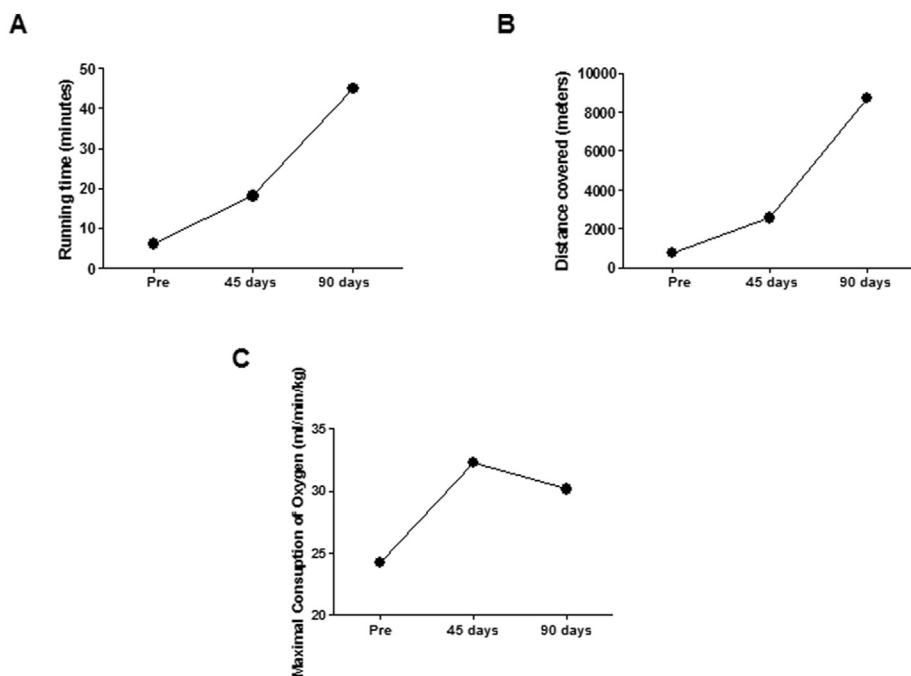 A
Running time (minutes)
50
40
30
20
10
0
Pre 45 days 90 days
B
Distance covered (meters)
10000
8000
6000
4000
2000
0
Pre 45 days 90 days
C
Maximal Consuption of Oxygen (ml/min/kg)
35
30
25
20
Pre 45 days 90 days